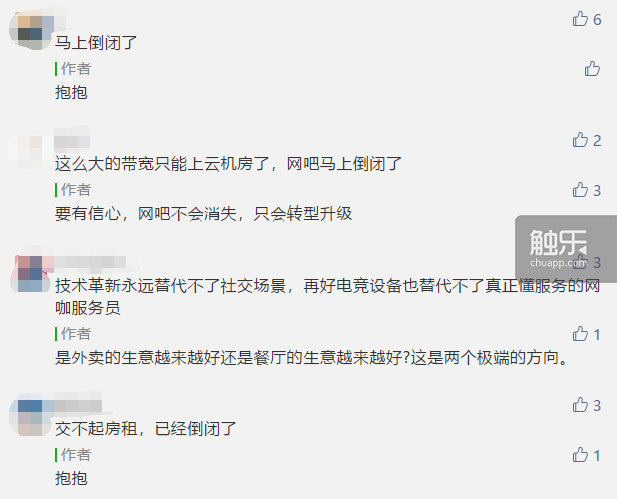 6
马上倒闭了
作者
抱抱
2
这么大的带宽只能上云机房了，网吧马上倒闭了
作者
3
要有信心，网吧不会消失，只会转型升级
触乐
chuapp.com
3
技术革新永远替代不了社交场景，再好电竞设备也替代不了真正懂服务的网
咖服务员
作者
1
是外卖的生意越来越好还是餐厅的生意越来越好?这是两个极端的方向。
3
交不起房租，已经倒闭了
作者
1
抱抱